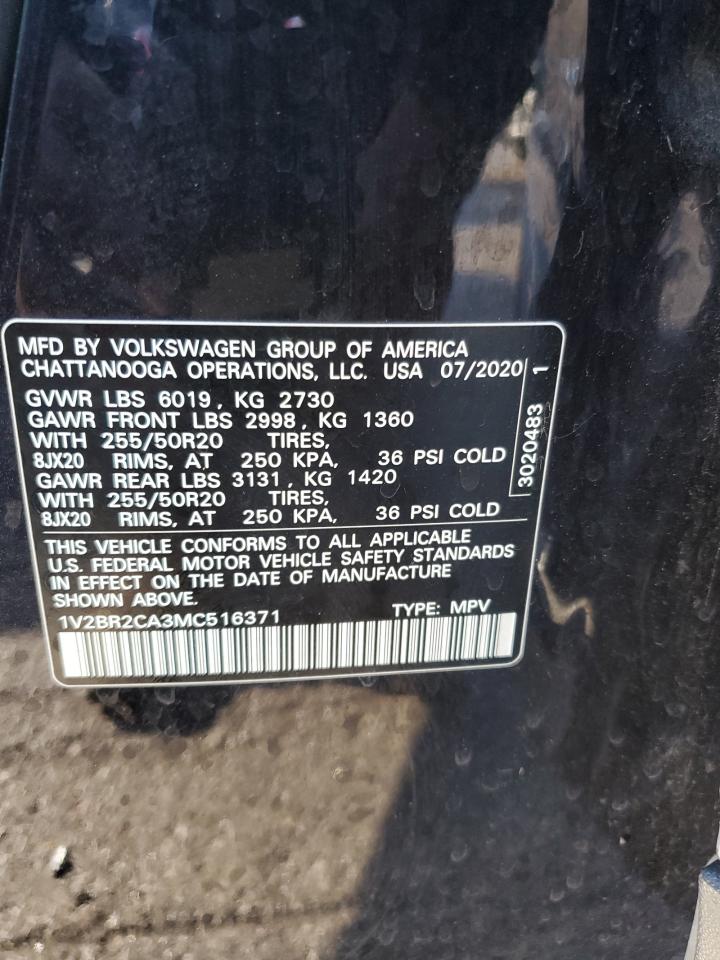 MFD BY VOLKSWAGEN GROUP OF AMERICA
CHATTANOOGA OPERATIONS, LLC. USA 07/2020
GVWR LBS 6019, KG 2730
GAWR FRONT LBS 2998, KG 1360
WITH 255/50R20 TIRES,
8JX20 RIMS, AT 250 KPA, 36 PSI COLD
GAWR REAR LBS 3131, KG 1420
WITH 255/50R20 TIRES,
8JX20 RIMS, AT 250 KPA, 36 PSI COLD
3020483 1
THIS VEHICLE CONFORMS TO ALL APPLICABLE
U.S. FEDERAL MOTOR VEHICLE SAFETY STANDARDS
IN EFFECT ON THE DATE OF MANUFACTURE
SHOWN ABOVE.
1V2BR2CA3MC516371 TYPE: MPV